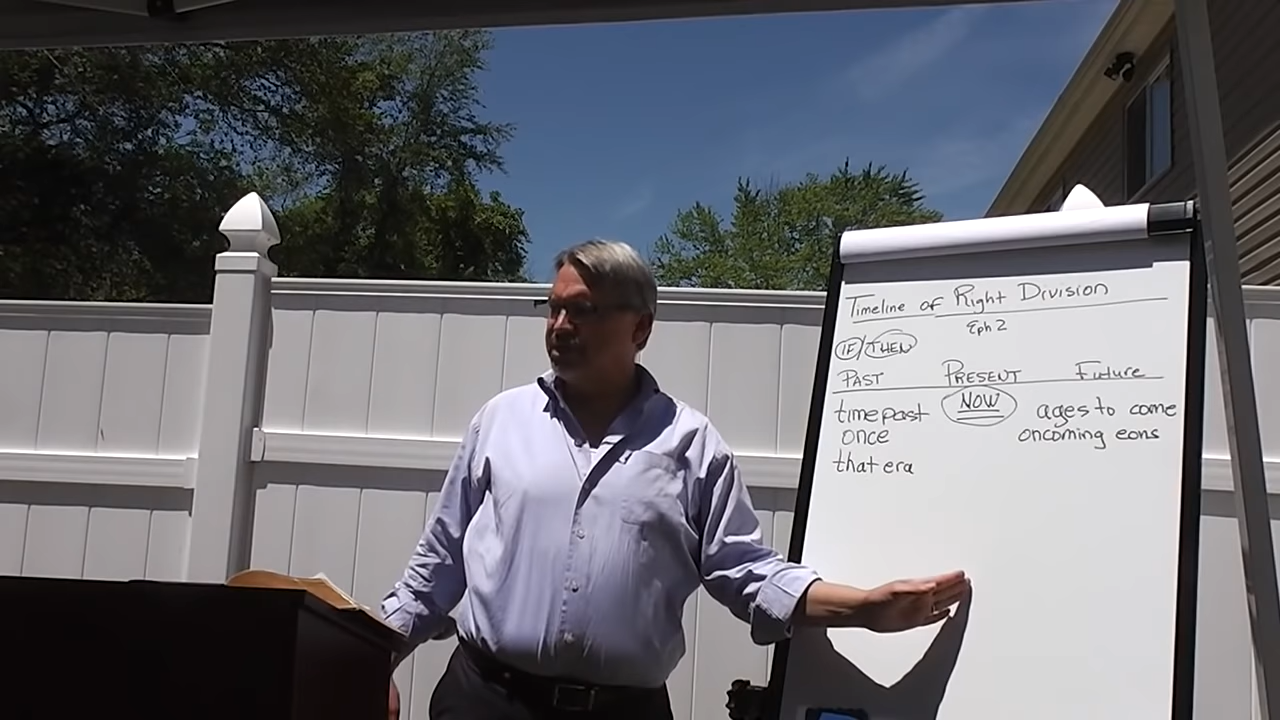 Timeline of Right Division
Eph 2
IF/THEN
PAST PRESENT Future
time past NOW ages to come
once oncoming eons
that era